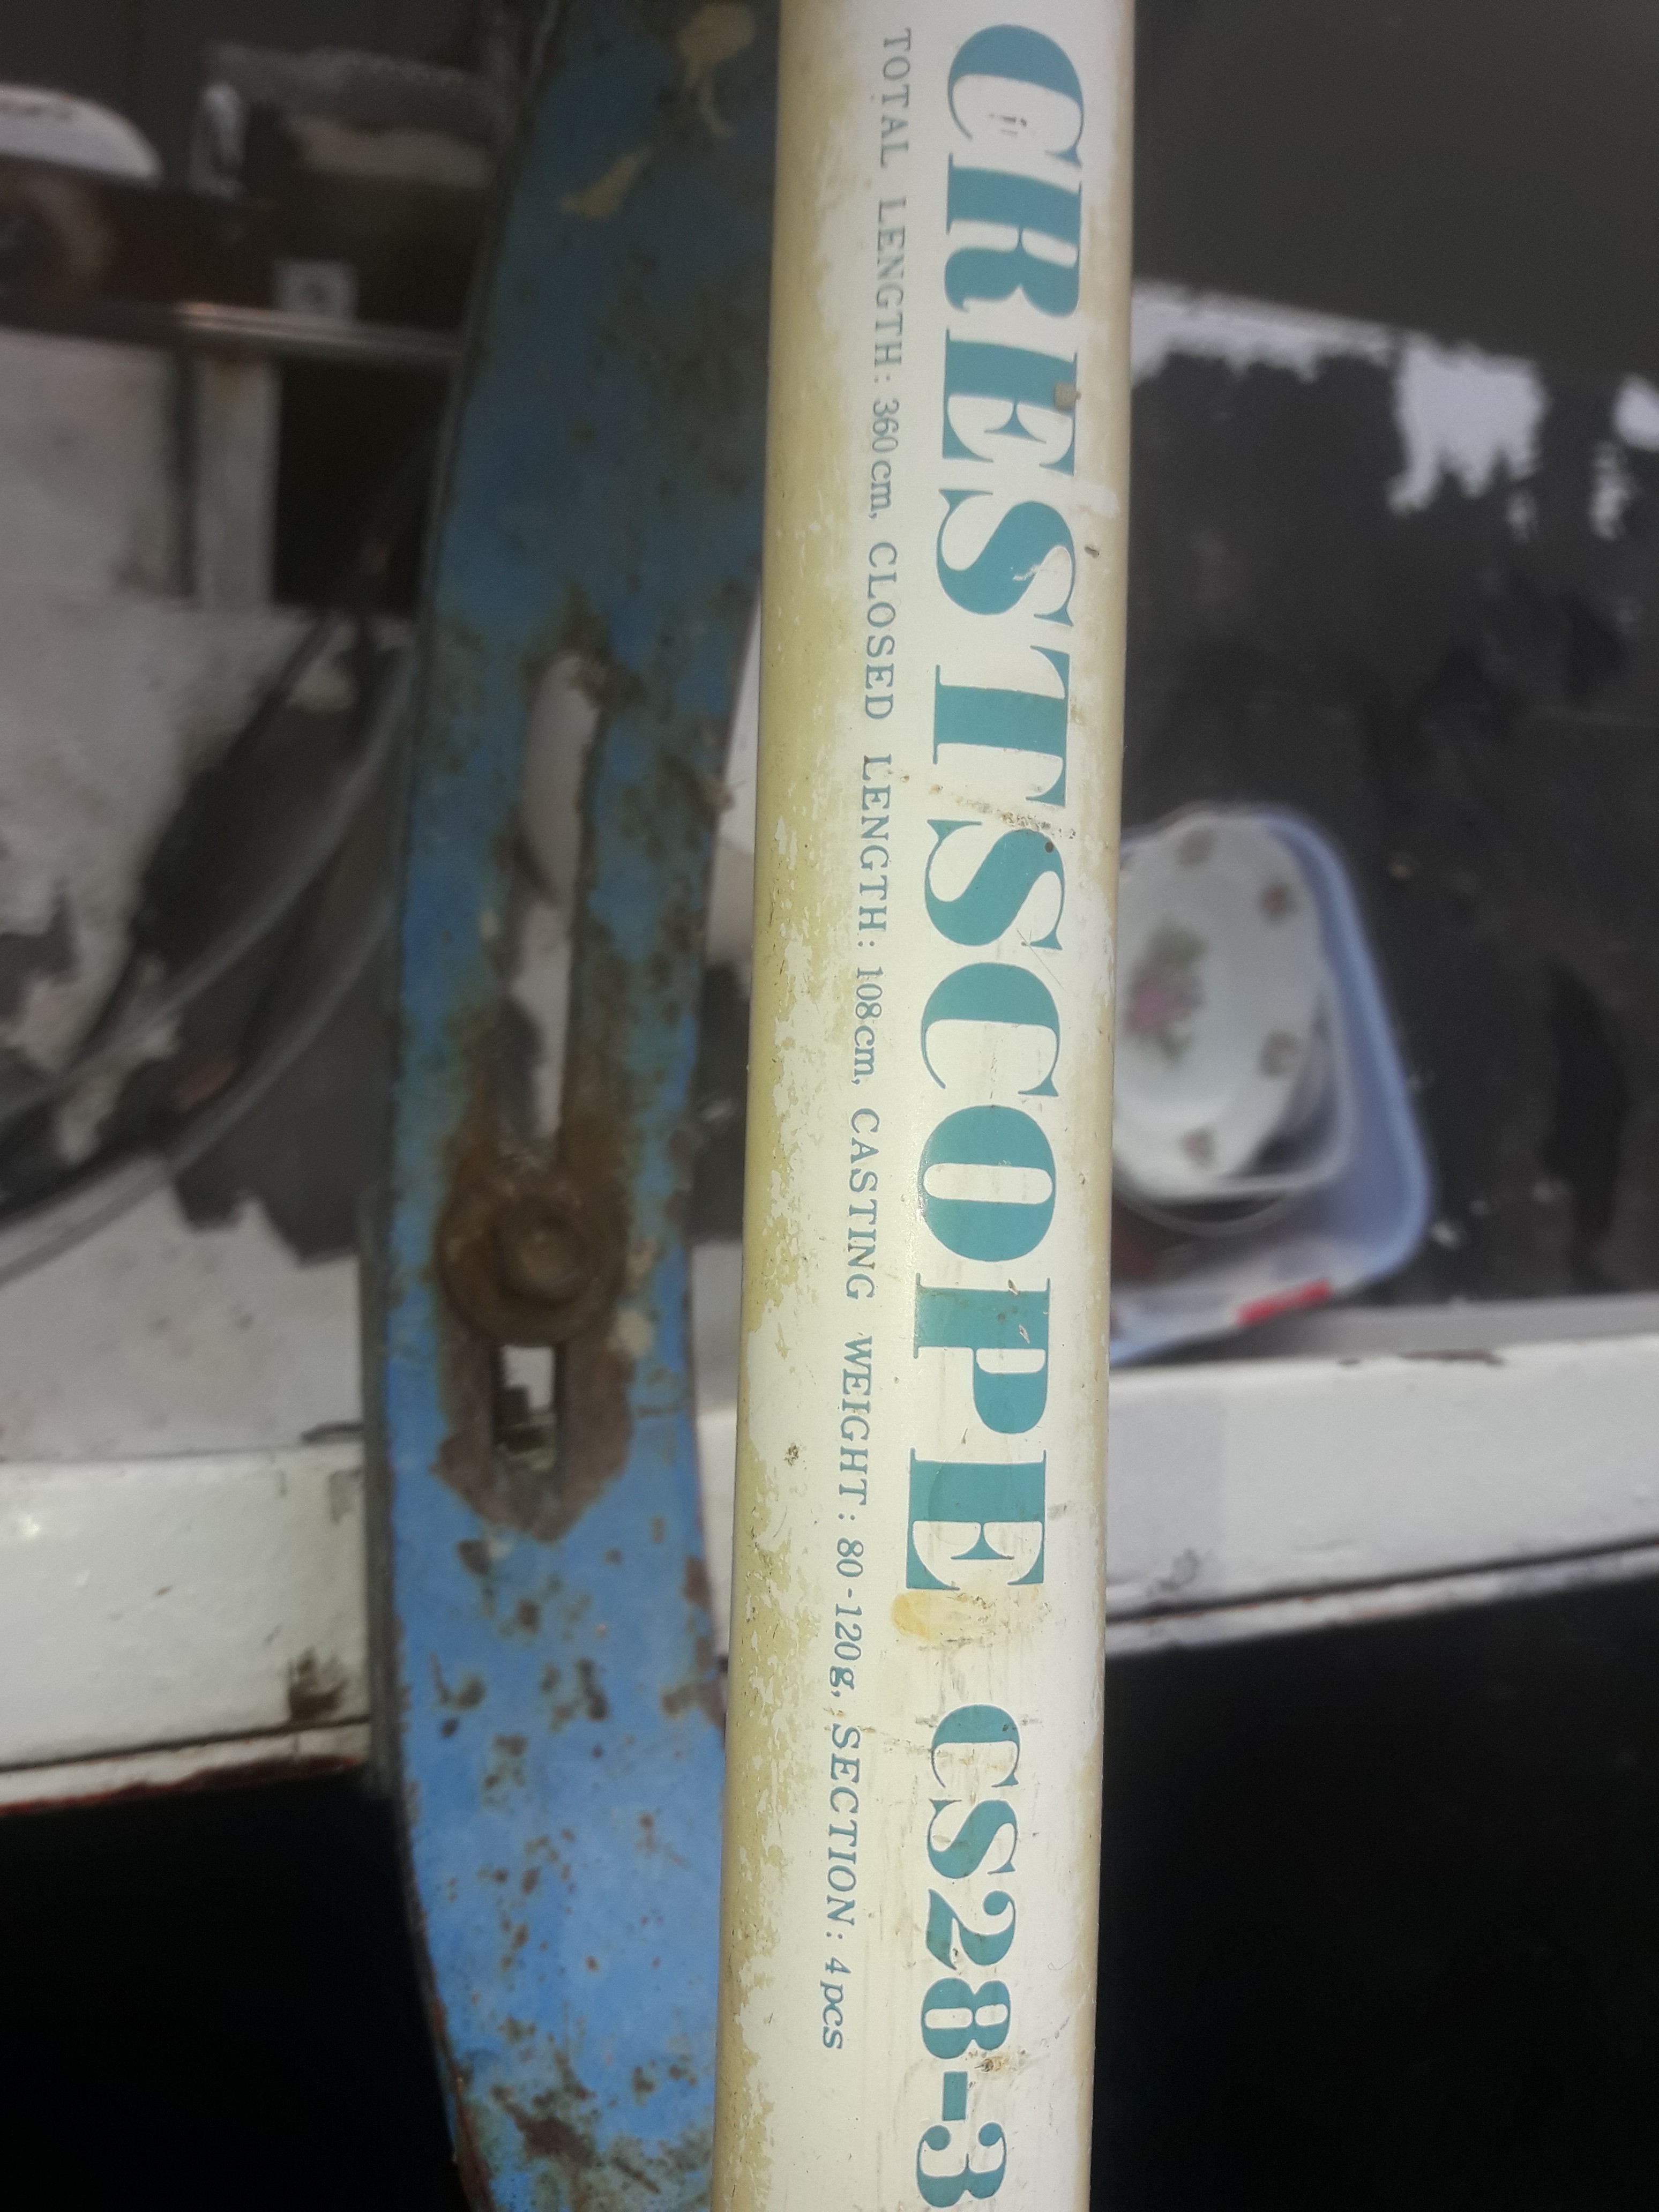 CRESTSCOPE CS28-3
TOTAL LENGTH: 360cm, CLOSED LENGTH: 108cm, CASTING WEIGHT: 80-120g, SECTION: 4pcs